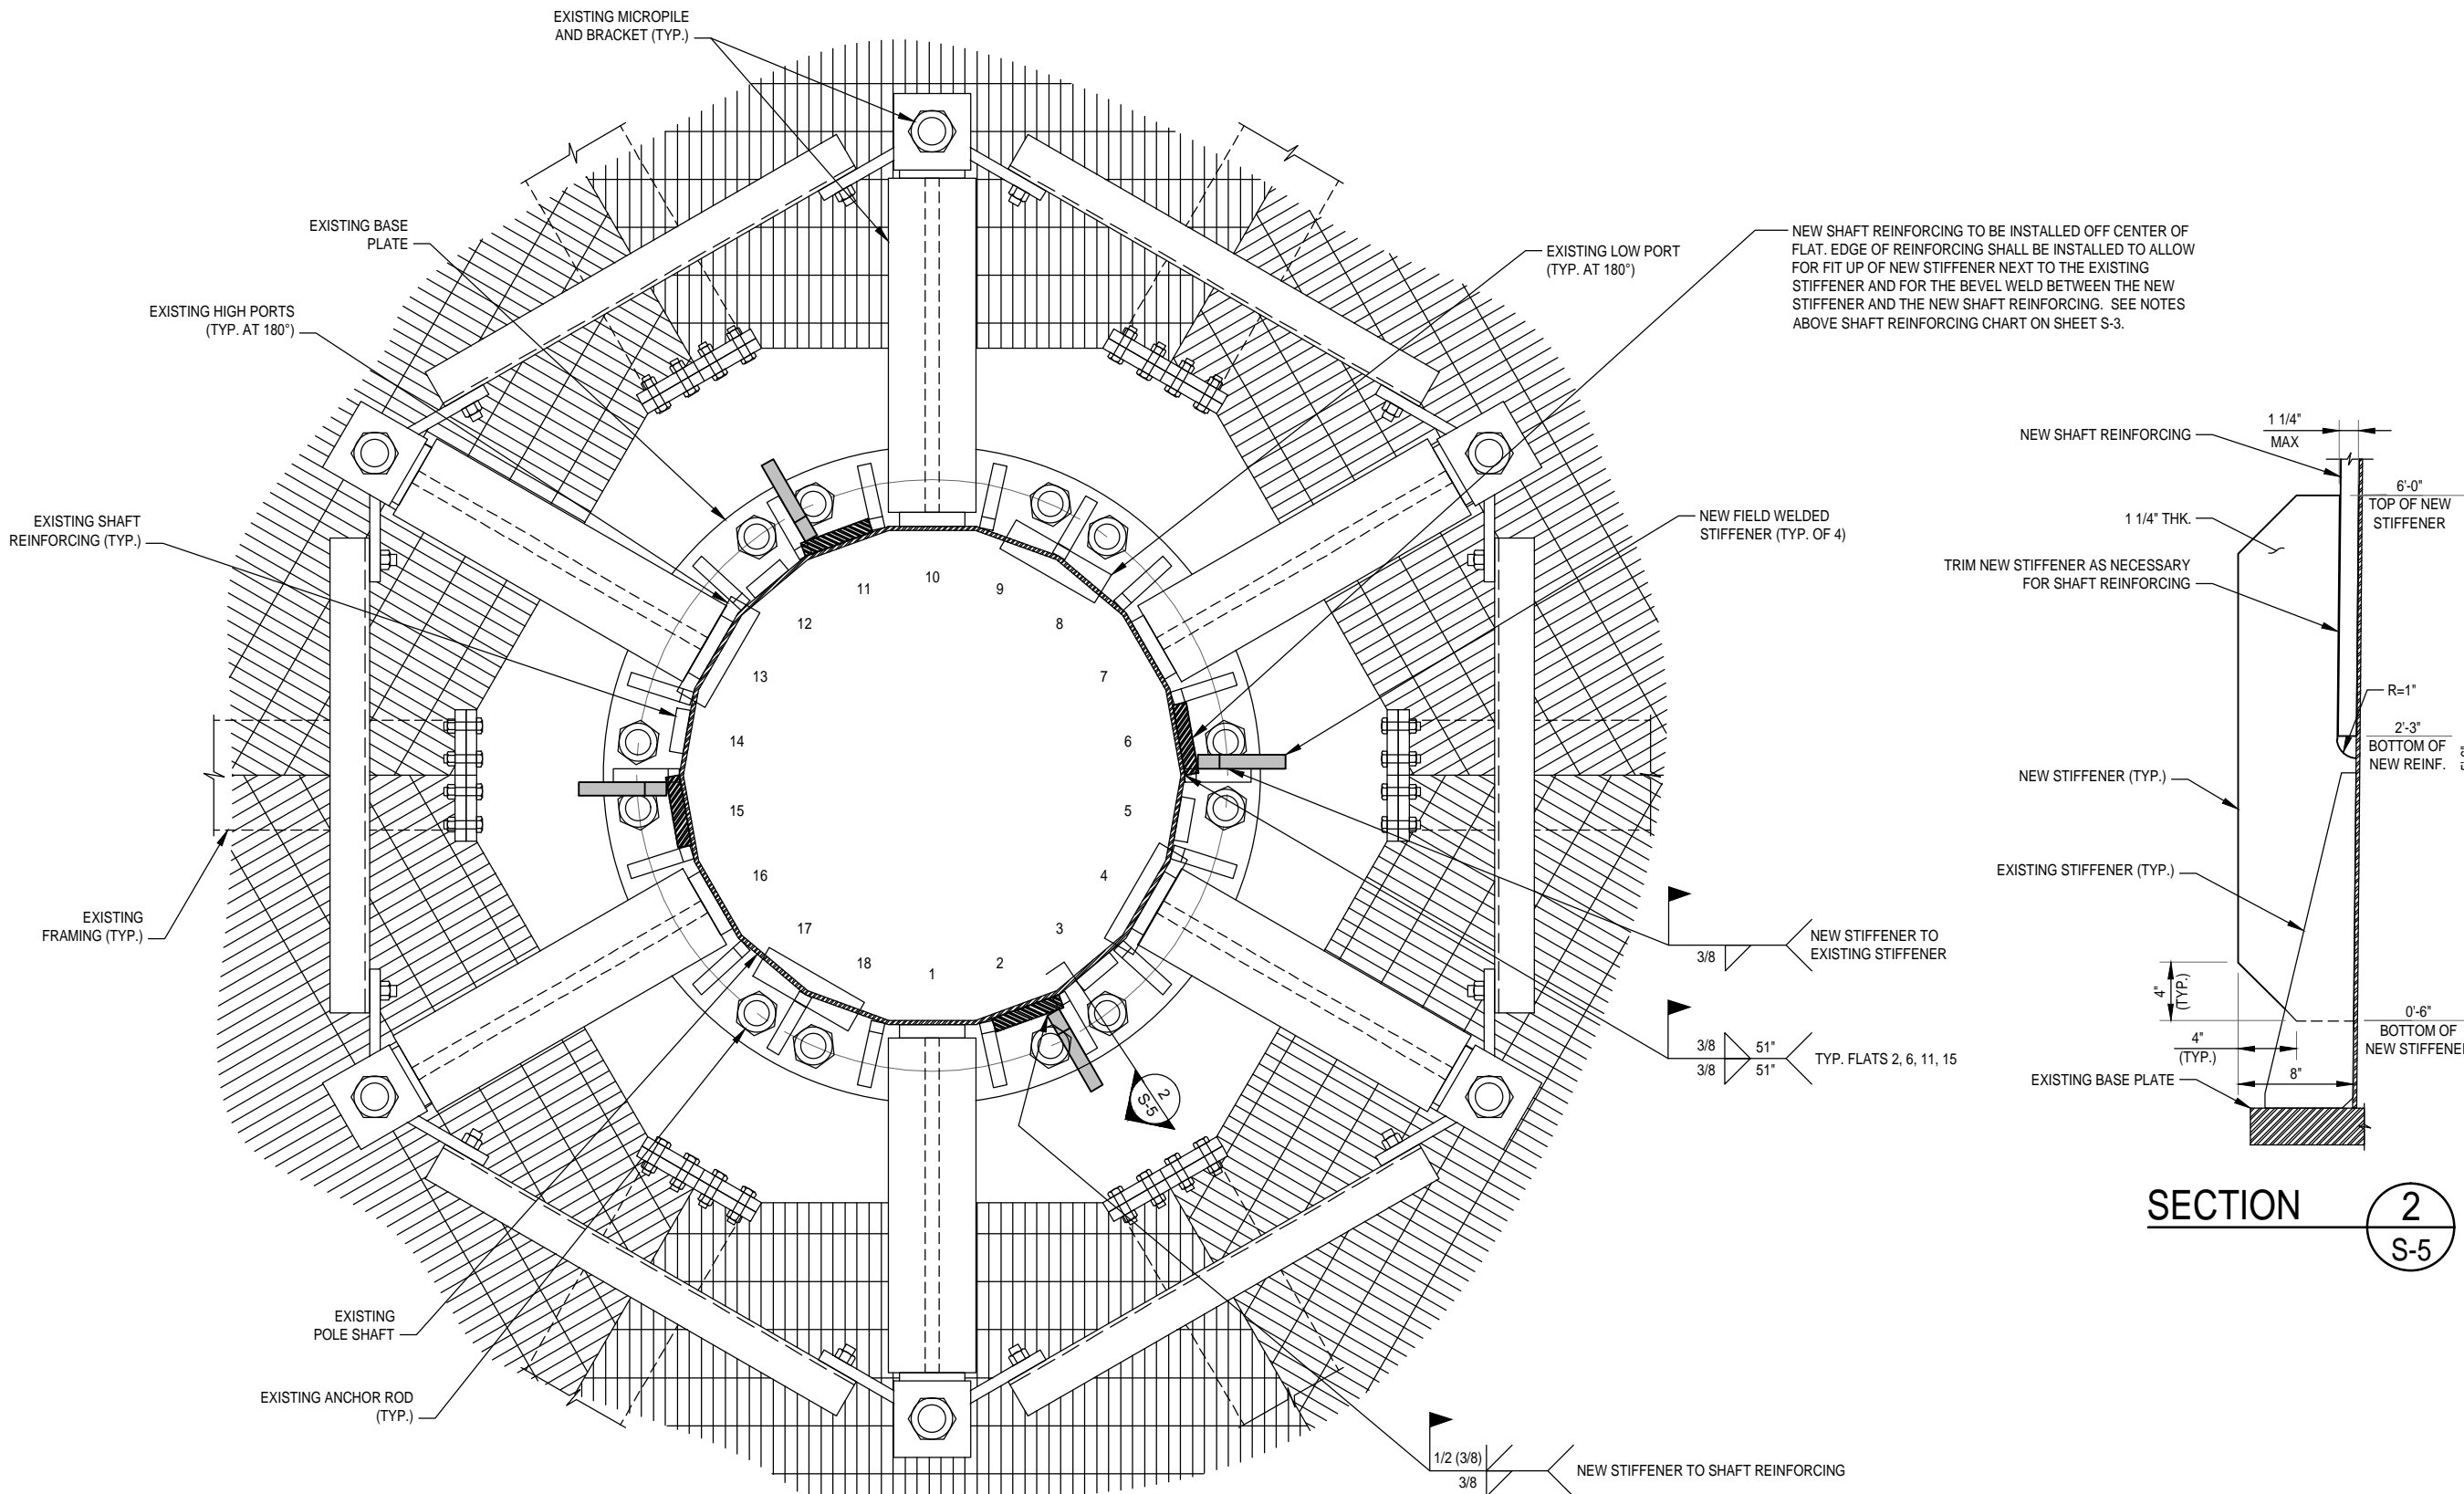 EXISTING MICROPILE
AND BRACKET (TYP.)
EXISTING BASE
PLATE
EXISTING HIGH PORTS
(TYP. AT 180°)
EXISTING SHAFT
REINFORCING (TYP.)
EXISTING
FRAMING (TYP.)
EXISTING
POLE SHAFT
EXISTING ANCHOR ROD
(TYP.)
EXISTING LOW PORT
(TYP. AT 180°)
NEW SHAFT REINFORCING TO BE INSTALLED OFF CENTER OF
FLAT. EDGE OF REINFORCING SHALL BE INSTALLED TO ALLOW
FOR FIT UP OF NEW STIFFENER NEXT TO THE EXISTING
STIFFENER AND FOR THE BEVEL WELD BETWEEN THE NEW
STIFFENER AND THE NEW SHAFT REINFORCING. SEE NOTES
ABOVE SHAFT REINFORCING CHART ON SHEET S-3.
NEW FIELD WELDED
STIFFENER (TYP. OF 4)
10
11
9
12
8
13
7
14
6
15
5
16
4
17
3
18
2
1
2
S-5
3/8
NEW STIFFENER TO
EXISTING STIFFENER
3/8
51"
3/8
51"
TYP. FLATS 2, 6, 11, 15
1/2 (3/8)
3/8
NEW STIFFENER TO SHAFT REINFORCING
1 1/4"
MAX
NEW SHAFT REINFORCING
6'-0"
TOP OF NEW
STIFFENER
1 1/4" THK.
TRIM NEW STIFFENER AS NECESSARY
FOR SHAFT REINFORCING
R=1"
2'-3"
BOTTOM OF
NEW REINF.
NEW STIFFENER (TYP.)
EXISTING STIFFENER (TYP.)
4"
(TYP.)
0'-6"
BOTTOM OF
NEW STIFFENER
4"
(TYP.)
8"
EXISTING BASE PLATE
SECTION
2
S-5